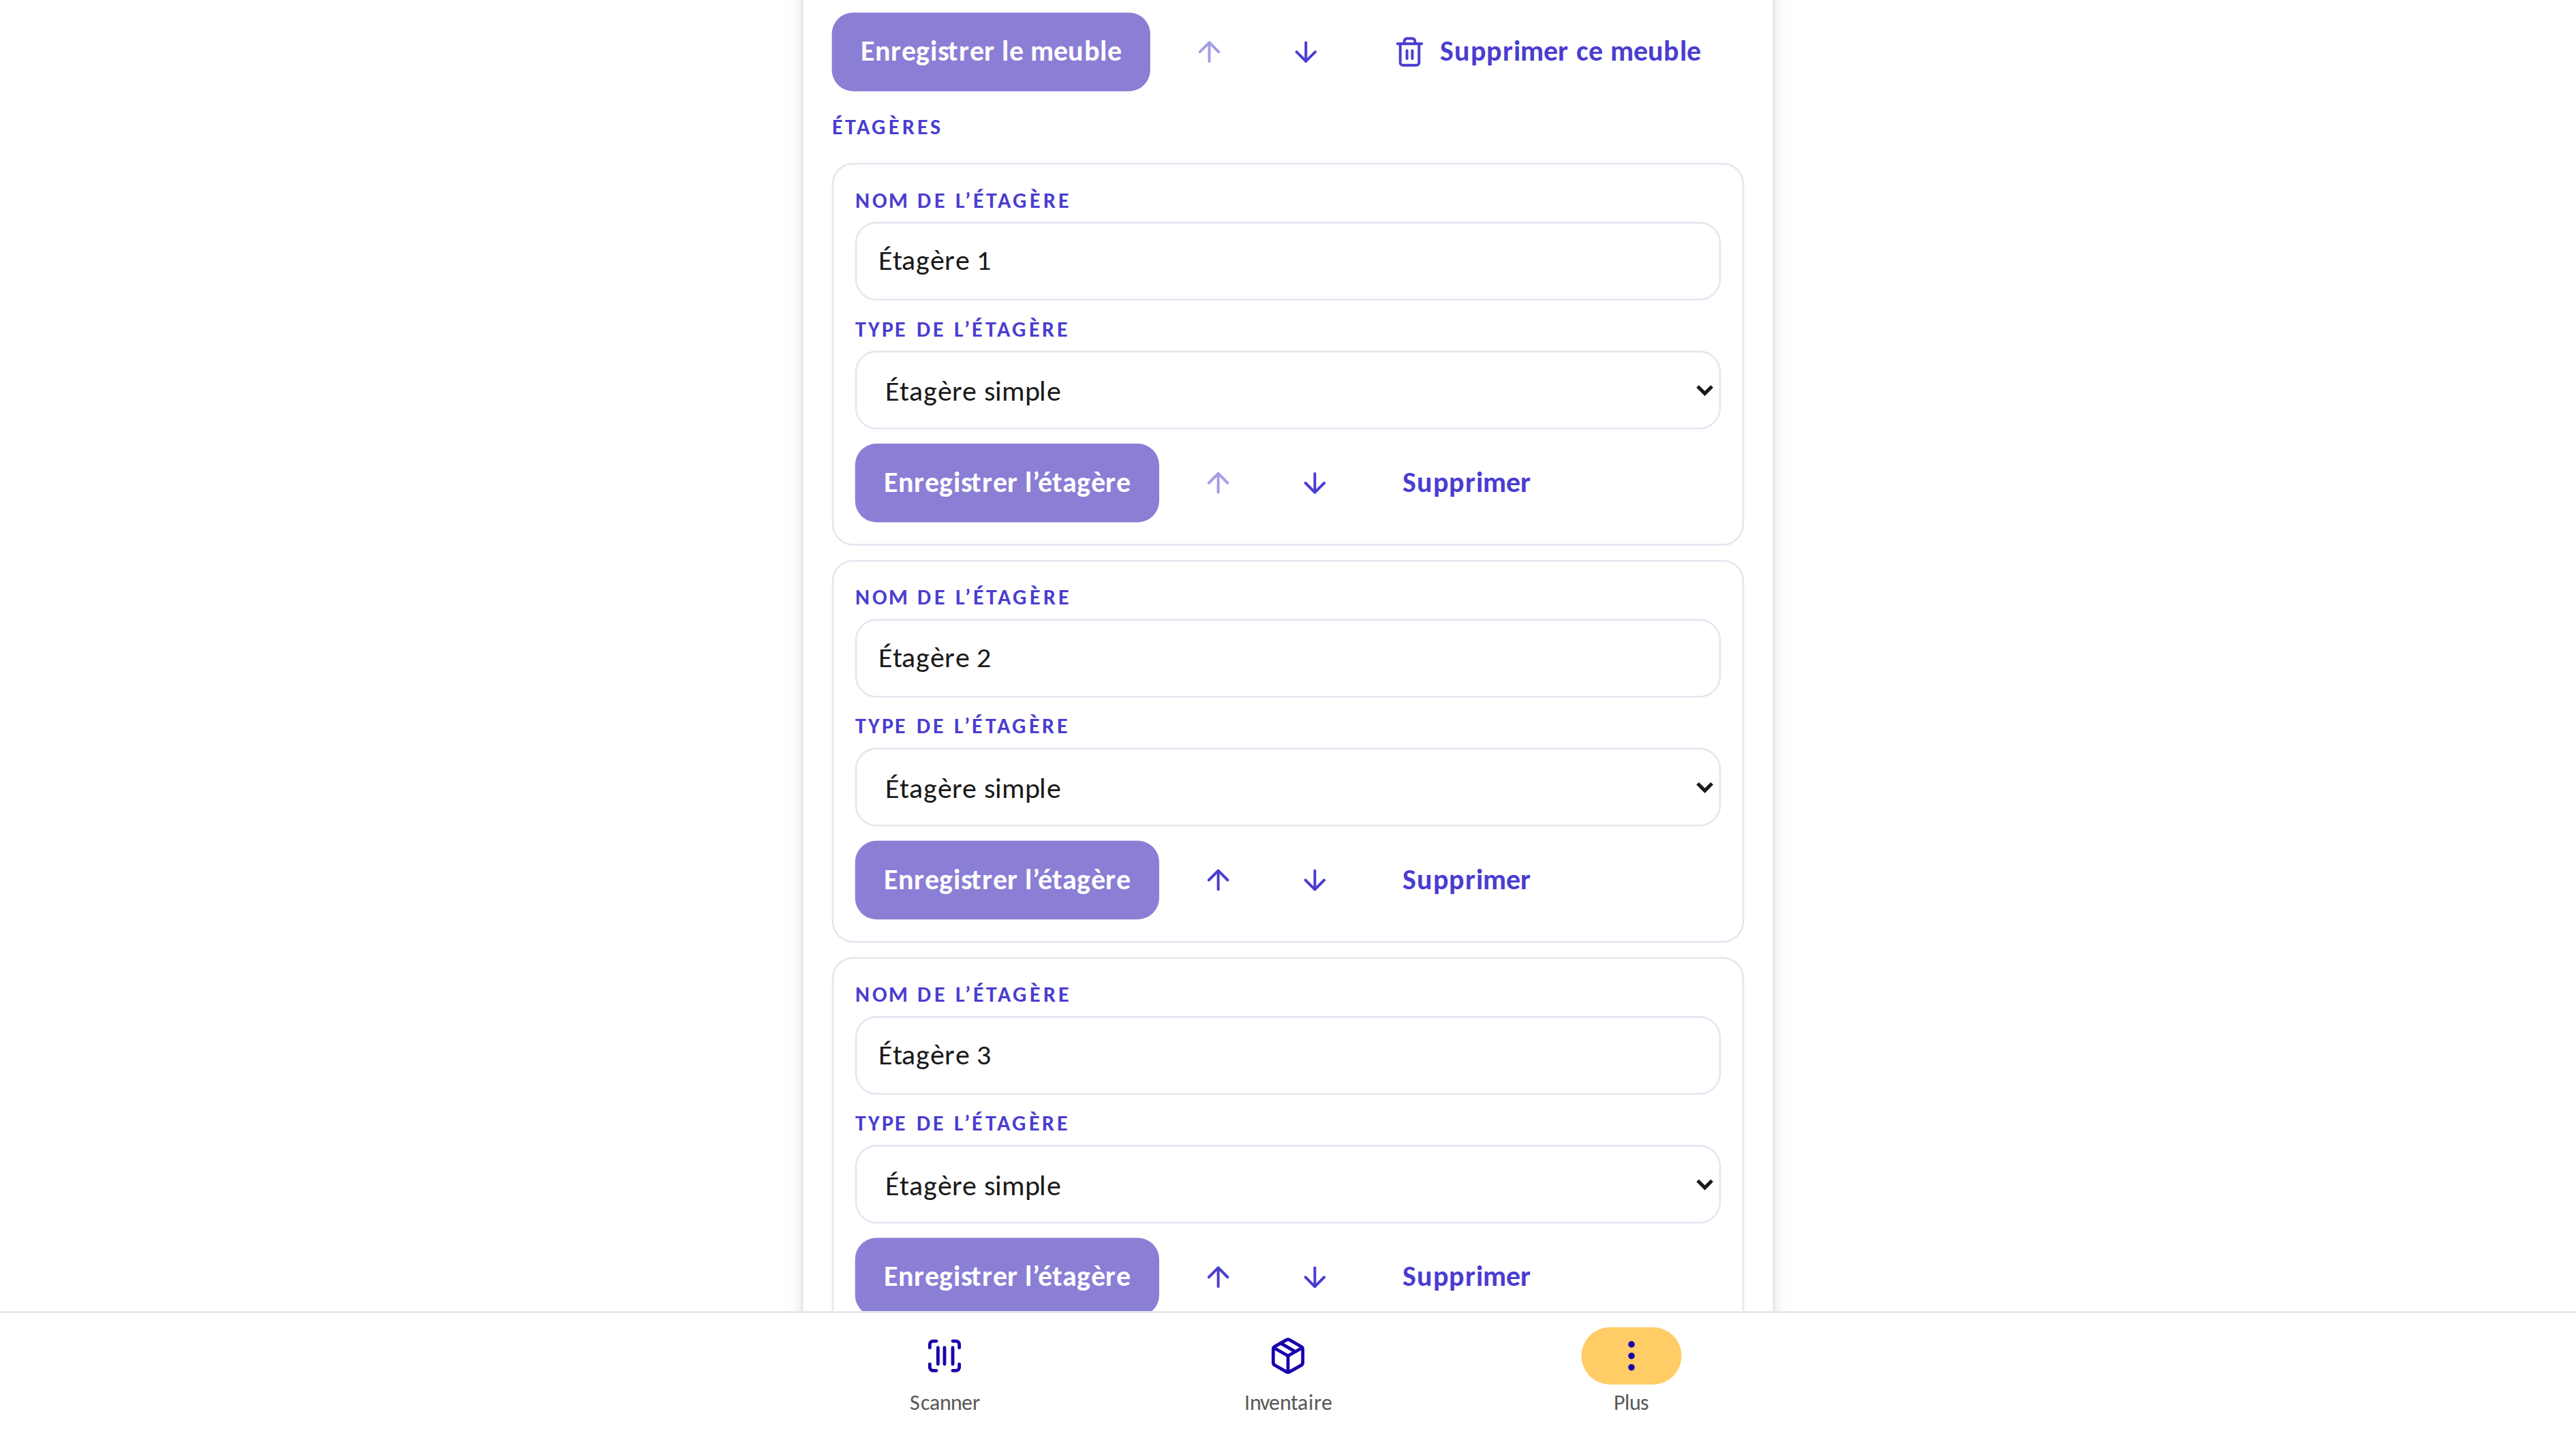 Enregistrer le meuble
Supprimer ce meuble
ÉTAGÈRES
NOM DE L’ÉTAGÈRE
Étagère 1
TYPE DE L’ÉTAGÈRE
Étagère simple
Enregistrer l’étagère
Supprimer
NOM DE L’ÉTAGÈRE
Étagère 2
TYPE DE L’ÉTAGÈRE
Étagère simple
Enregistrer l’étagère
Supprimer
NOM DE L’ÉTAGÈRE
Étagère 3
TYPE DE L’ÉTAGÈRE
Étagère simple
Enregistrer l’étagère
Supprimer
Scanner
Inventaire
Plus